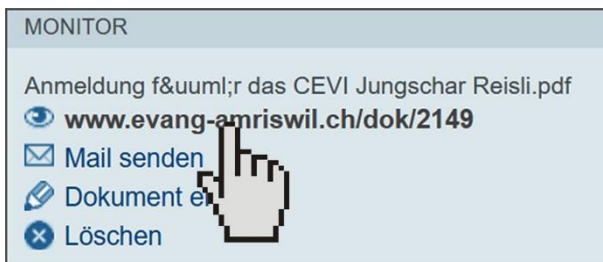 MONITOR
Anmeldung f&uuml;r das CEVI Jungschar Reisli.pdf
www.evang-amriswil.ch/dok/2149
Mail senden
Dokument
Löschen